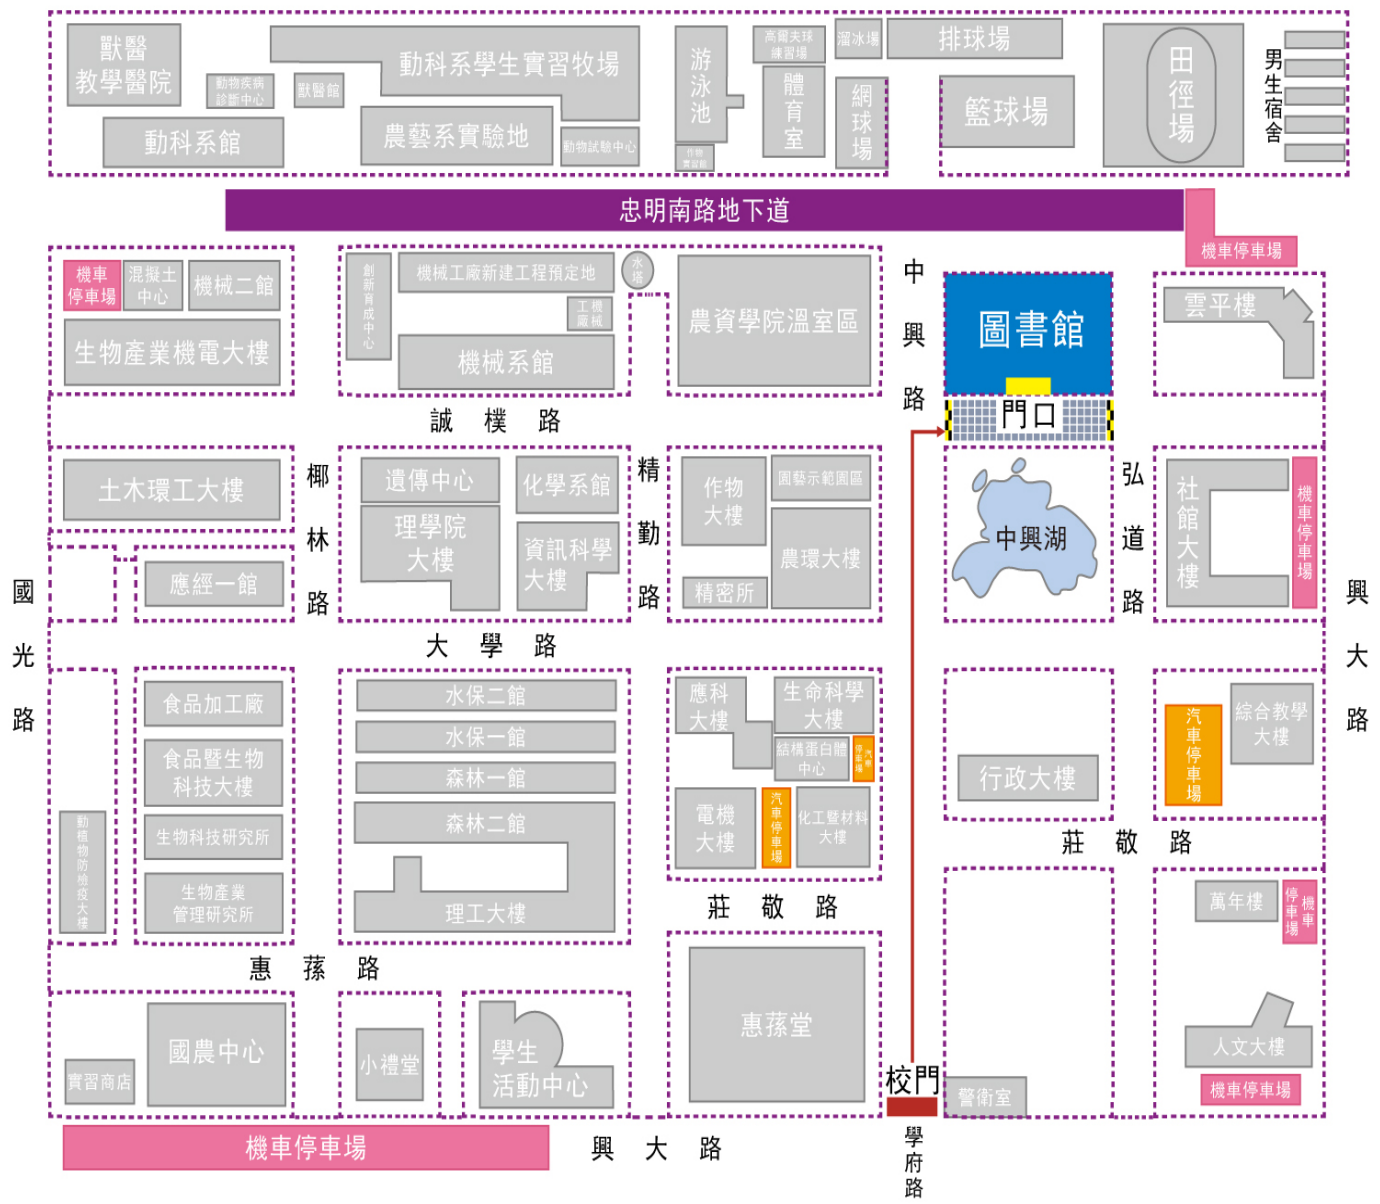 獸醫
教學醫院
動物疾病
診斷中心
獸醫館
動科系學生實習牧場
動科系館
農藝系實驗地
動物試驗中心
游泳池
作物
實習館
高爾夫球
練習場
體育室
溜冰場
網球場
排球場
籃球場
田徑場
男生宿舍
忠明南路地下道
機車停車場
機車
停車場
混擬土
中心
機械二館
生物產業機電大樓
創新育成中心
機械工廠新建工程預定地
工機
廠械
機械系館
水塔
農資學院溫室區
中興路
圖書館
門口
雲平樓
誠樸路
土木環工大樓
椰林路
遺傳中心
化學系館
理學院
大樓
資訊科學
大樓
精勤路
作物
大樓
園藝示範園區
農環大樓
精密所
中興湖
弘道路
社館大樓
機車停車場
應經一館
國光路
興大路
大學路
食品加工廠
食品暨生物
科技大樓
生物科技研究所
生物產業
管理研究所
動植物防檢疫大樓
水保二館
水保一館
森林一館
森林二館
理工大樓
應科
大樓
生命科學
大樓
結構蛋白體
中心
汽車
停車場
電機
大樓
汽車停車場
化工暨材料
大樓
行政大樓
汽車停車場
綜合教學
大樓
莊敬路
莊敬路
萬年樓
機車
停車場
惠蓀路
國農中心
實習商店
小禮堂
學生
活動中心
惠蓀堂
校門
警衛室
人文大樓
機車停車場
機車停車場
興大路
學府路